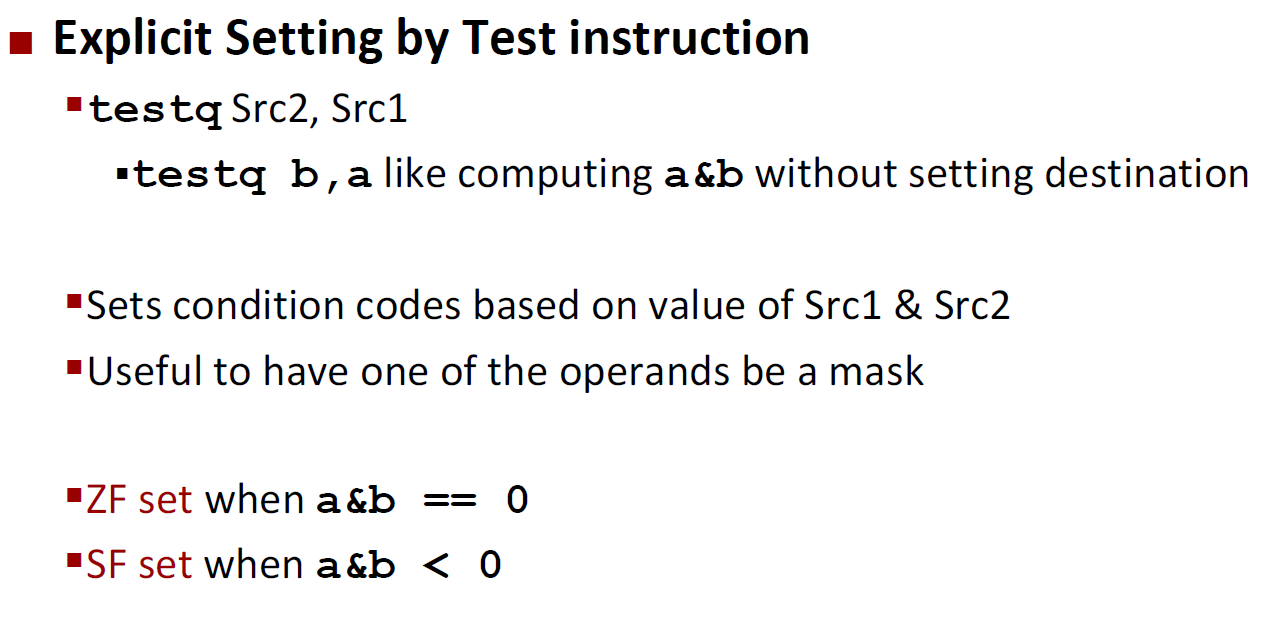 Explicit Setting by Test instruction
testq Src2, Src1
testq b,a like computing a&b without setting destination
Sets condition codes based on value of Src1 & Src2
Useful to have one of the operands be a mask
ZF set when a&b == 0
SF set when a&b < 0